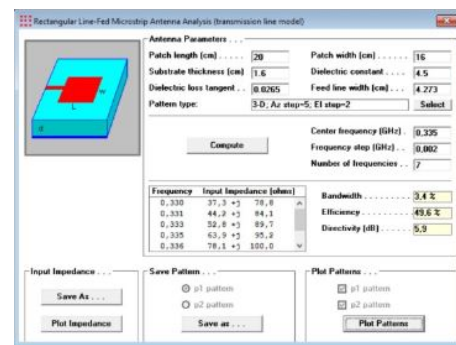 Rectangular Line-Fed Microstrip Antenna Analysis (transmission line model)
Antenna Parameters . . .
Patch length (cm) . . . . . 20 Patch width (cm) . . . . . 16
Substrate thickness (cm) 1.6 Dielectric constant . . . . 4.5
Dielectric loss tangent . . 0.0265 Feed line width (cm) . . . 4.273
Pattern type: 3-D; Az step=5; El step=2 Select
Center frequency (GHz) . 0,335
Compute Frequency step (GHz) . . 0,002
Number of frequencies . . 7
Frequency Input Impedance (ohms)
0,330 37,3 +j 78,8 Bandwidth . . . . . . . . . 3,4 %
0,331 44,2 +j 84,1 Efficiency . . . . . . . . . 49,6 %
0,333 52,8 +j 89,7 Directivity (dB) . . . . . . 5,9
0,335 63,9 +j 95,2
0,336 78,1 +j 100,0
Input Impedance . . . Save Pattern . . . Plot Patterns . . .
Save As . . . p1 pattern p1 pattern
p2 pattern p2 pattern
Plot Impedance Save as . . . Plot Patterns
W
L
d